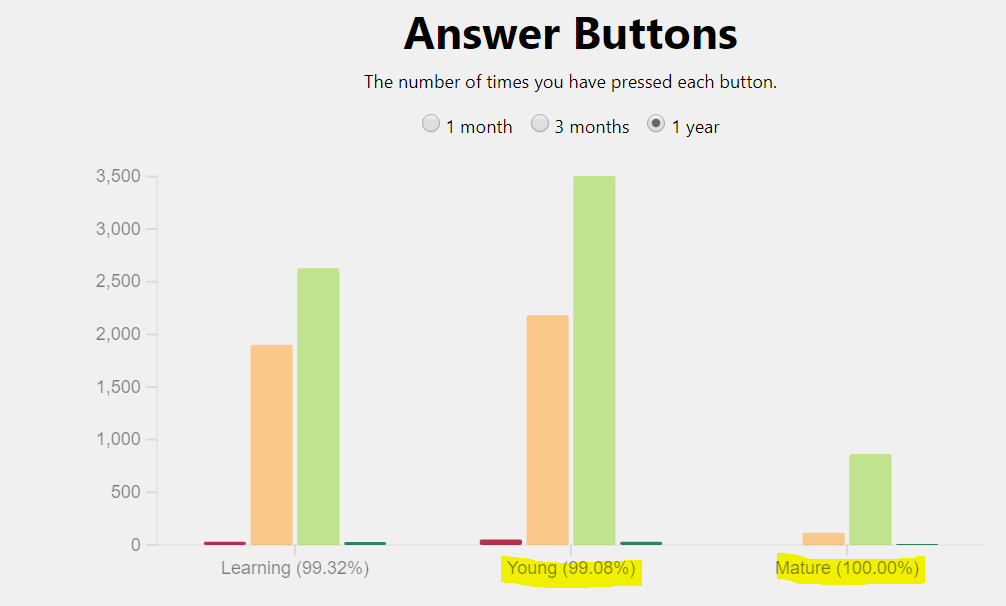 Answer Buttons
The number of times you have pressed each button.
1 month 3 months 1 year
3,500
3,000
2,500
2,000
1,500
1,000
500
0
Learning (99.32%) Young (99.08%) Mature (100.00%)